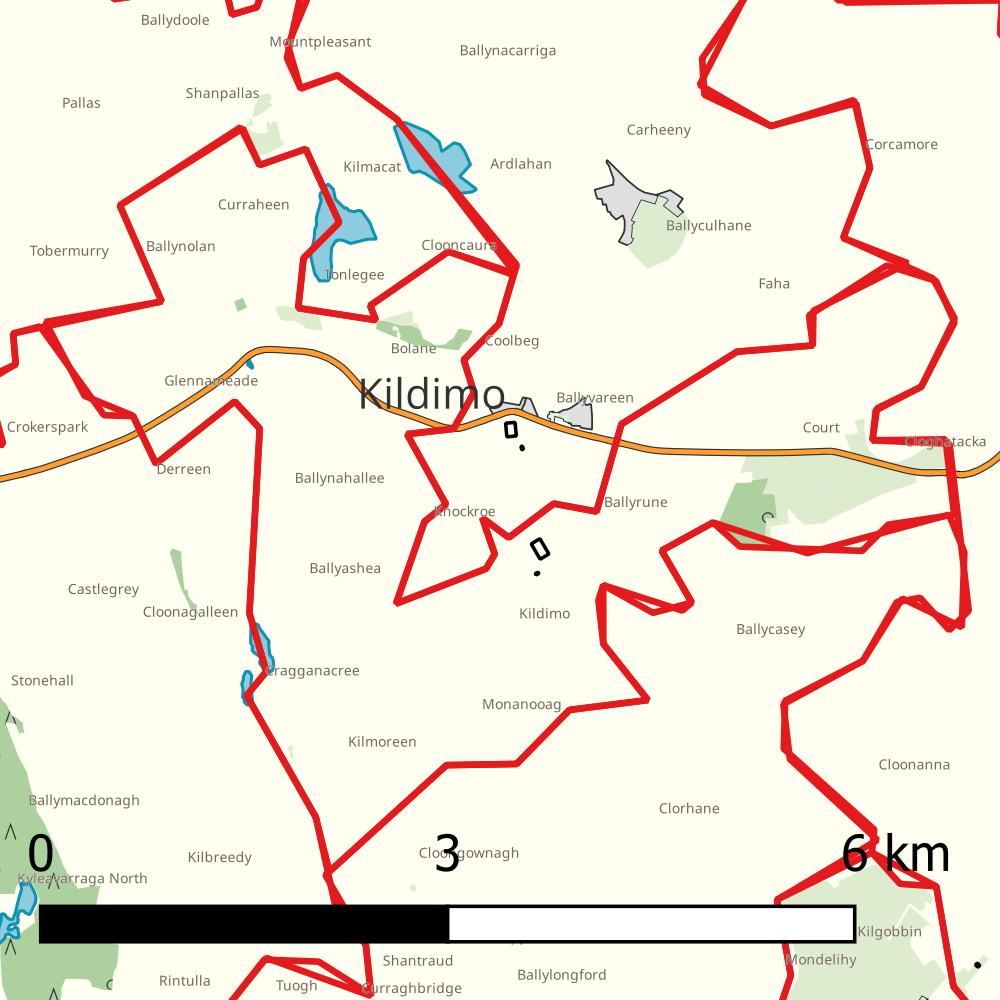 Ballydoole
Mountpleasant
Ballynacarriga
Shanpallas
Pallas
Carheeny
Corcamore
Kilmacat
Ardlahan
Curraheen
Ballyculhane
Ballynolan
Clooncaura
Tobermurry
Tonlegee
Faha
Coolbeg
Bolane
Glennameade
Kildimo
Ballyvareen
Crokerspark
Court
Cloghatacka
Derreen
Ballynahallee
Ballyrune
Knockroe
Ballyashea
Castlegrey
Cloonagalleen
Kildimo
Ballycasey
Cragganacree
Stonehall
Monanooag
Kilmoreen
Cloonanna
Ballymacdonagh
Clorhane
0 3 6 km
Kilbreedy
Cloongownagh
Kyleavarraga North
Kilgobbin
Shantraud
Mondelihy
Ballylongford
Rintulla
Tuogh
Curraghbridge